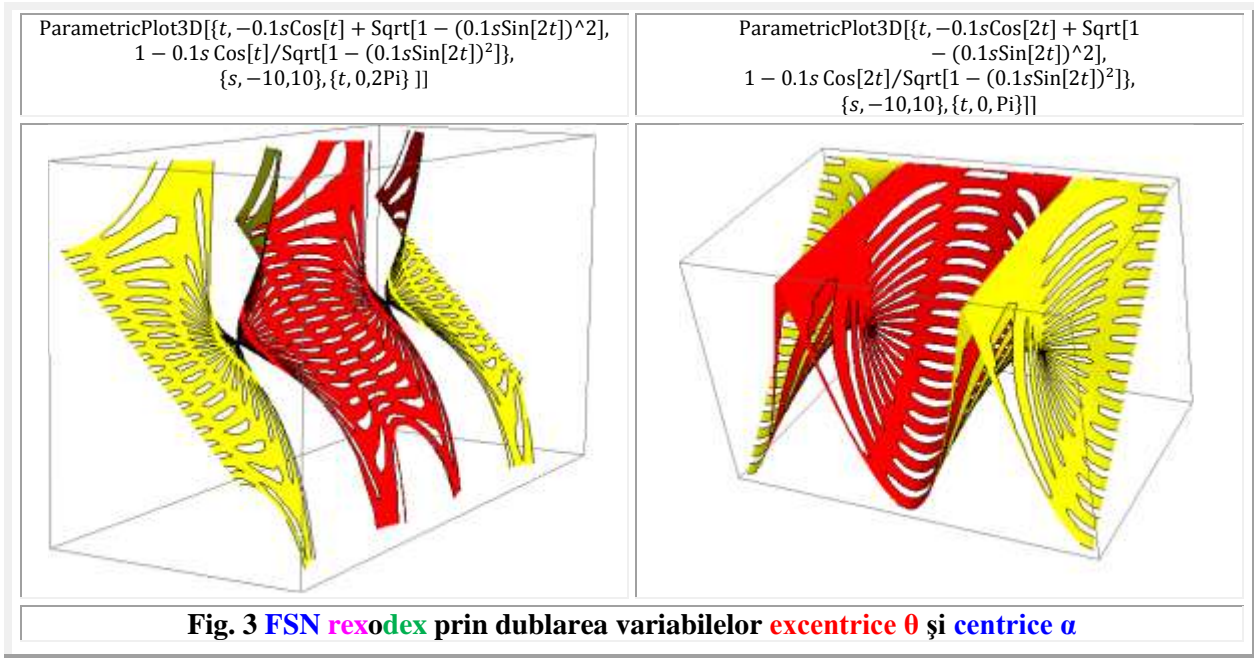 ParametricPlot3D[{t, −0.1sCos[t] + Sqrt[1 − (0.1sSin[2t])^2],
1 − 0.1s Cos[t]/Sqrt[1 − (0.1sSin[2t])²]},
{s, −10,10}, {t, 0,2Pi} ]]
ParametricPlot3D[{t, −0.1sCos[2t] + Sqrt[1
− (0.1sSin[2t])^2],
1 − 0.1s Cos[2t]/Sqrt[1 − (0.1sSin[2t])²]},
{s, −10,10}, {t, 0, Pi}]]
Fig. 3 FSN rexodex prin dublarea variabilelor excentrice θ şi centrice α